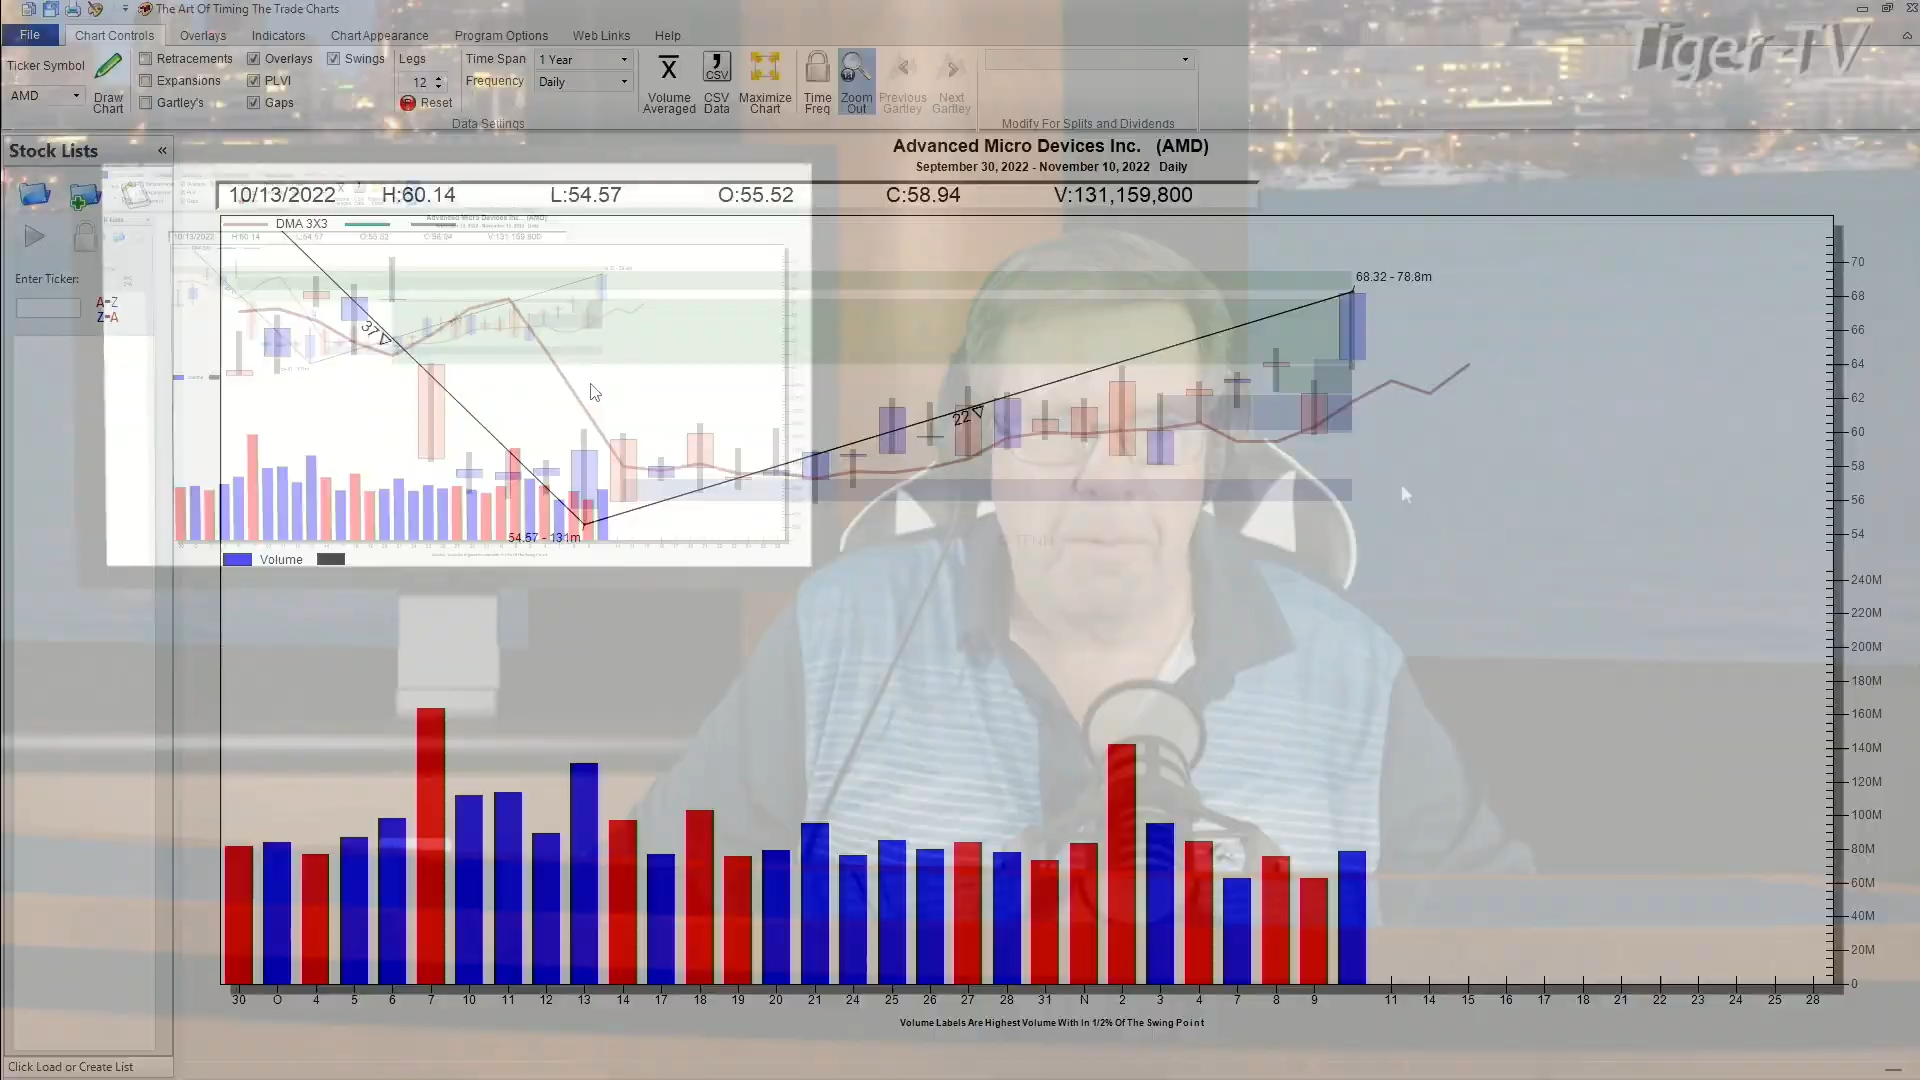 The Art Of Timing The Trade Charts
File Chart Controls Overlays Indicators Chart Appearance Program Options Web Links Help
Tiger-TV
Ticker Symbol
AMD
Draw Chart
Retracements
Expansions
Gartley's
Overlays
PLVI
Gaps
Swings
Legs
12
Reset
Time Span 1 Year
Frequency Daily
Data Settings
Volume Averaged
CSV
CSV Data
Maximize Chart
Time Freq
Zoom Out
Previous Gartley
Next Gartley
Modify For Splits and Dividends
Stock Lists «
Advanced Micro Devices Inc. (AMD)
September 30, 2022 - November 10, 2022 Daily
10/13/2022 H:60.14 L:54.57 O:55.52 C:58.94 V:131,159,800
DMA 3X3
Enter Ticker:
A-Z
Z-A
37
22
68.32 - 78.8m
54.57 - 131m
70
68
66
64
62
60
58
56
54
Volume
240M
220M
200M
180M
160M
140M
120M
100M
80M
60M
40M
20M
0
30 O 4 5 6 7 10 11 12 13 14 17 18 19 20 21 24 25 26 27 28 31 N 2 3 4 7 8 9 11 14 15 16 17 18 21 22 23 24 25 28
Volume Labels Are Highest Volume With In 1/2% Of The Swing Point
Click Load or Create List